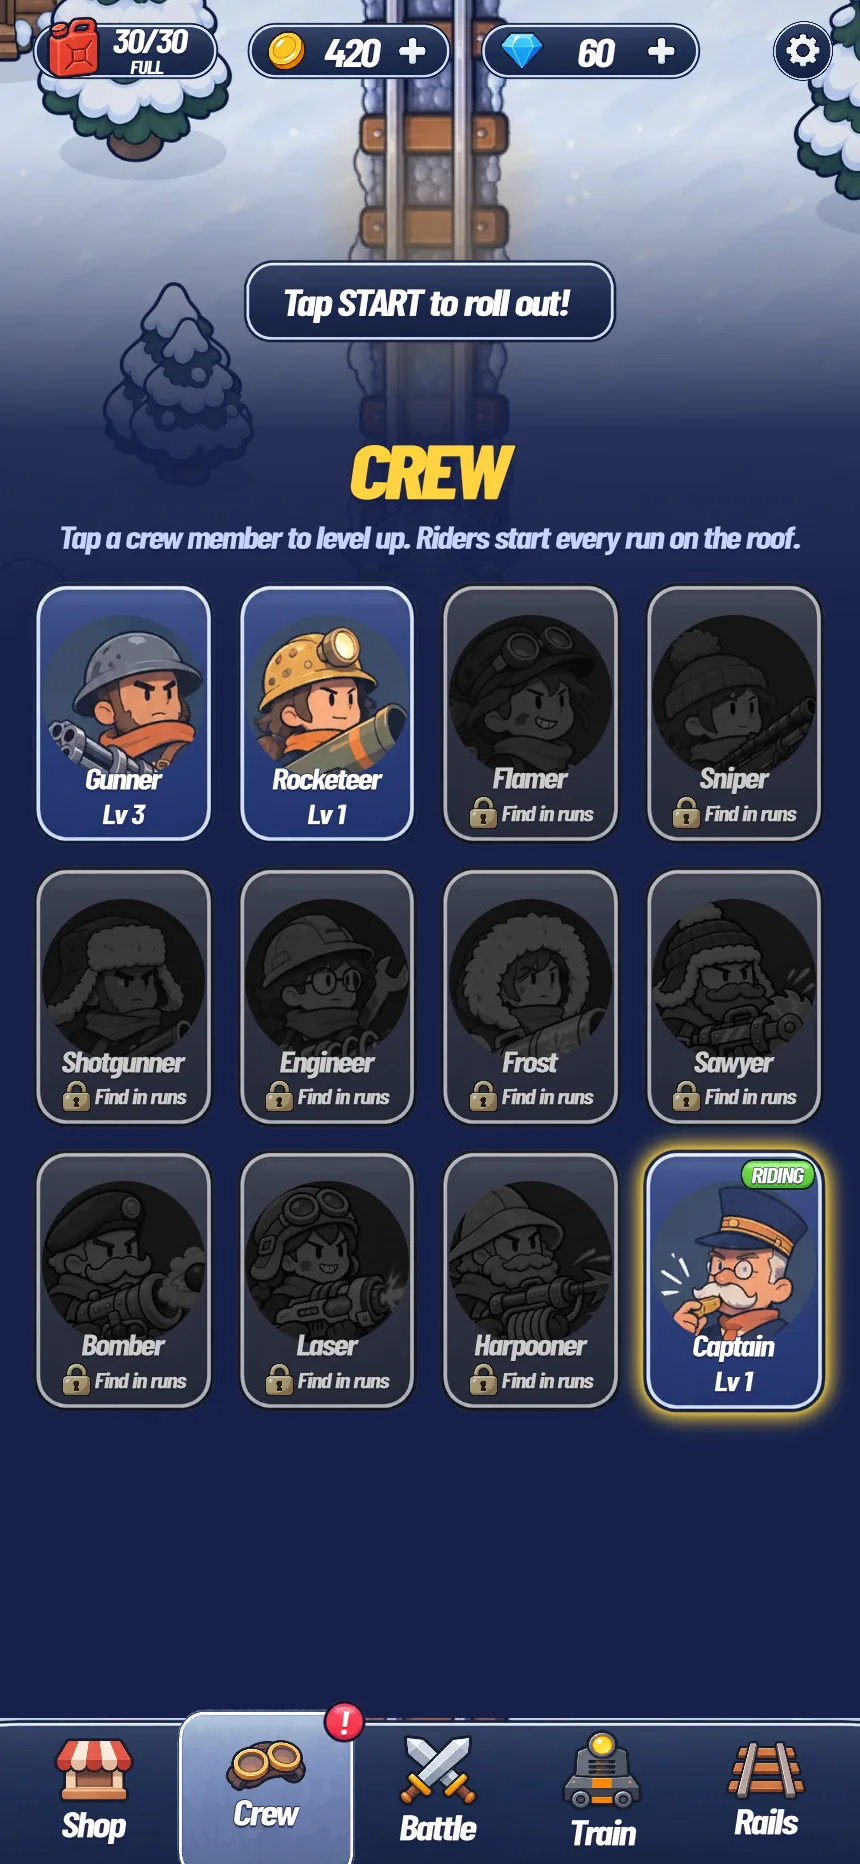 30/30
FULL
420 +
60 +
Tap START to roll out!
CREW
Tap a crew member to level up. Riders start every run on the roof.
Gunner
Lv 3
Rocketeer
Lv 1
Flamer
Find in runs
Sniper
Find in runs
Shotgunner
Find in runs
Engineer
Find in runs
Frost
Find in runs
Sawyer
Find in runs
Bomber
Find in runs
Laser
Find in runs
Harpooner
Find in runs
RIDING
Captain
Lv 1
!
Shop
Crew
Battle
Train
Rails